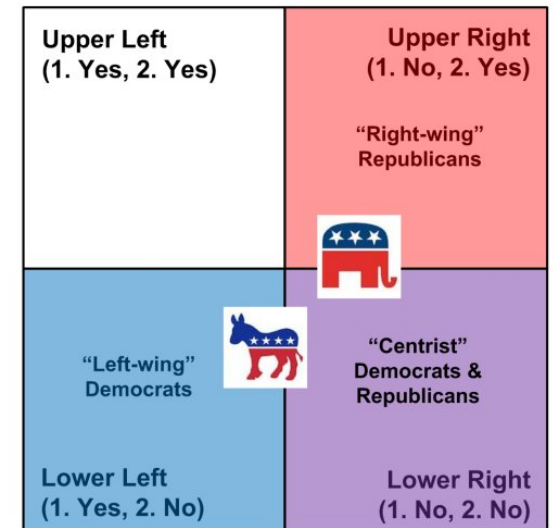 Upper Left
(1. Yes, 2. Yes)
Upper Right
(1. No, 2. Yes)
“Right-wing”
Republicans
“Left-wing”
Democrats
“Centrist”
Democrats &
Republicans
Lower Left
(1. Yes, 2. No)
Lower Right
(1. No, 2. No)